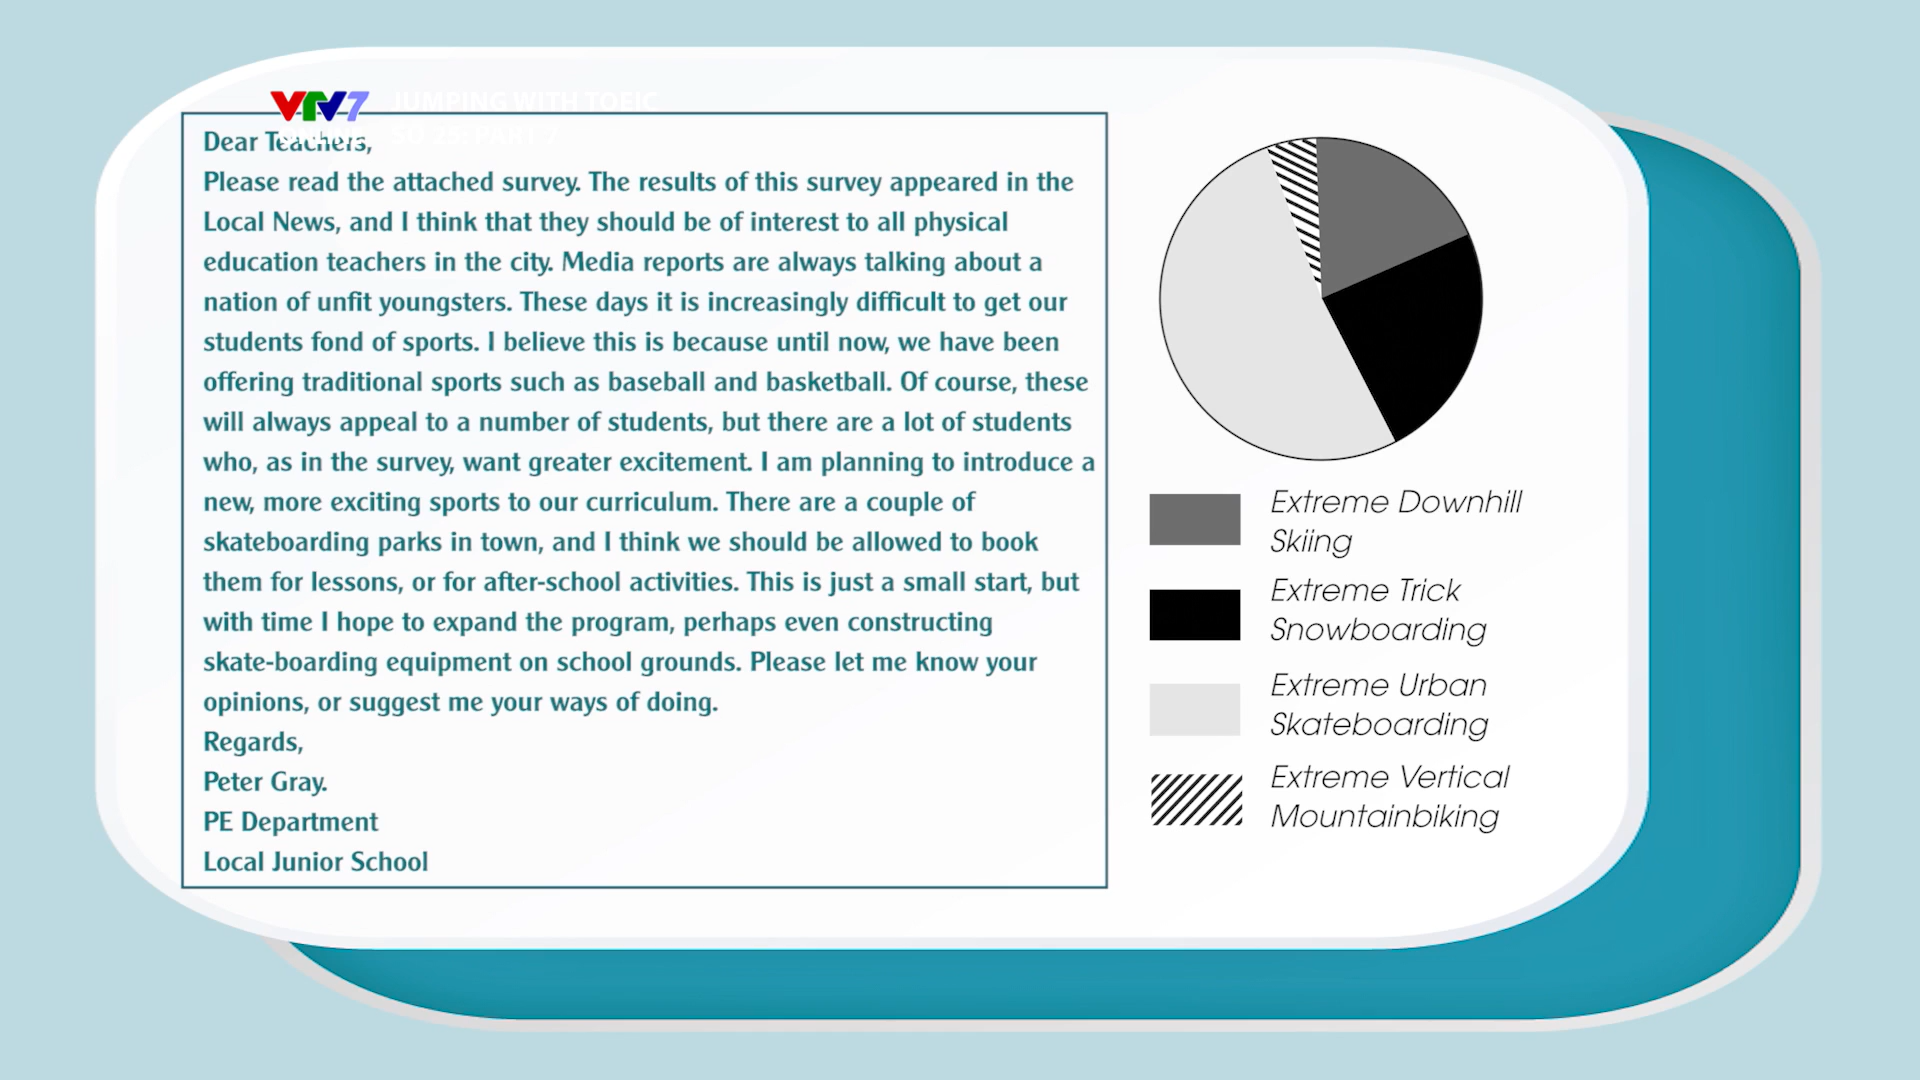 VTV7 JUMPING WITH TOEIC
Dear Teachers,
Please read the attached survey. The results of this survey appeared in the
Local News, and I think that they should be of interest to all physical
education teachers in the city. Media reports are always talking about a
nation of unfit youngsters. These days it is increasingly difficult to get our
students fond of sports. I believe this is because until now, we have been
offering traditional sports such as baseball and basketball. Of course, these
will always appeal to a number of students, but there are a lot of students
who, as in the survey, want greater excitement. I am planning to introduce a
new, more exciting sports to our curriculum. There are a couple of
skateboarding parks in town, and I think we should be allowed to book
them for lessons, or for after-school activities. This is just a small start, but
with time I hope to expand the program, perhaps even constructing
skate-boarding equipment on school grounds. Please let me know your
opinions, or suggest me your ways of doing.
Regards,
Peter Gray.
PE Department
Local Junior School
Extreme Downhill
Skiing
Extreme Trick
Snowboarding
Extreme Urban
Skateboarding
Extreme Vertical
Mountainbiking